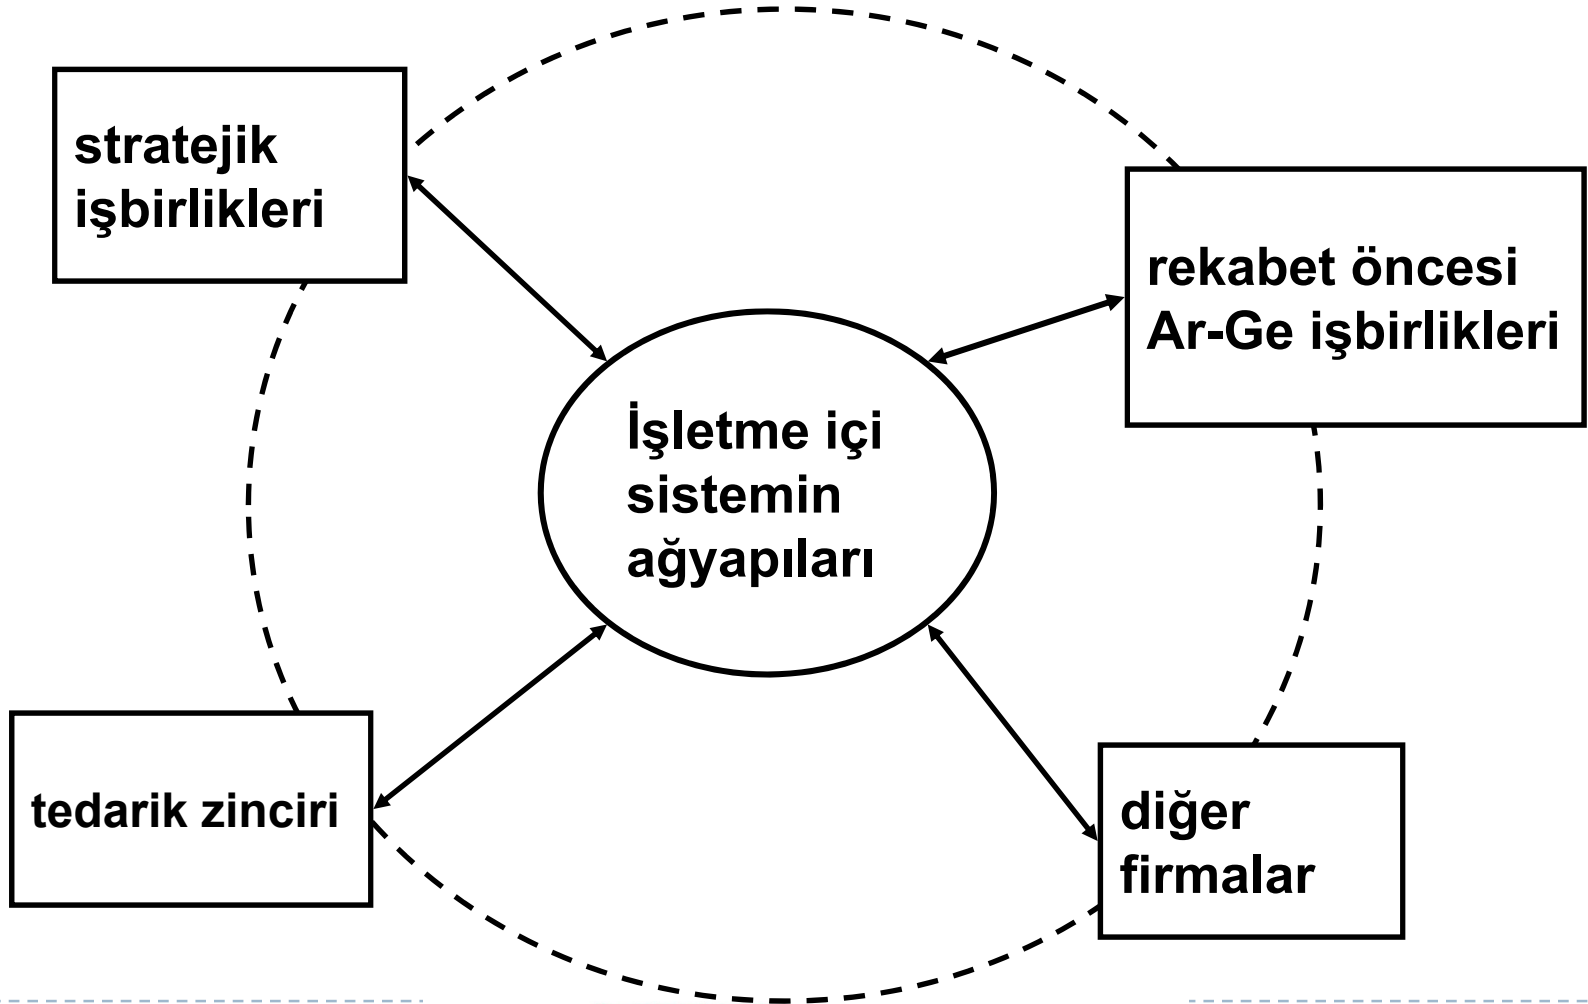 stratejik
işbirlikleri
rekabet öncesi
Ar-Ge işbirlikleri
İşletme içi
sistemin
ağyapıları
tedarik zinciri
diğer
firmalar